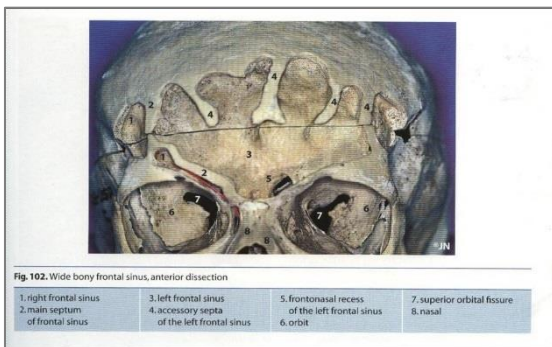 4
2
4
4
4
1
3
1
2
5
7
7
6
6
8
8
*JN
Fig. 102. Wide bony frontal sinus, anterior dissection
1. right frontal sinus
2. main septum
of frontal sinus
3. left frontal sinus
4. accessory septa
of the left frontal sinus
5. frontonasal recess
of the left frontal sinus
6. orbit
7. superior orbital fissure
8. nasal